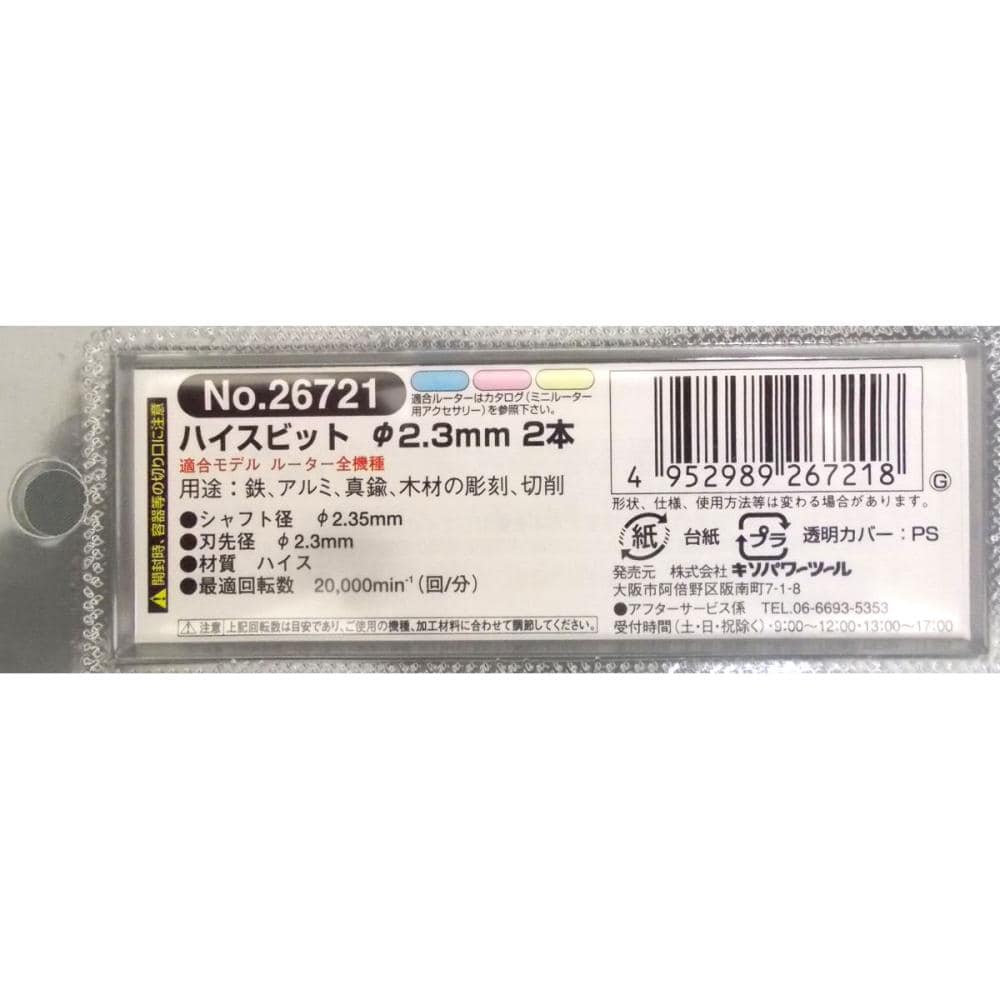 ⚠開封時、容器等の切り口に注意
No.26721
適合ルーターはカタログ(ミニルーター
用アクセサリー)を参照下さい。
ハイスビット φ2.3mm 2本
適合モデル ルーター全機種
用途：鉄、アルミ、真鍮、木材の彫刻、切削
●シャフト径 φ2.35mm
●刃先径 φ2.3mm
●材質 ハイス
●最適回転数 20,000min⁻¹(回/分)
⚠注意 上記回転数は目安であり、ご使用の機種、加工材料に合わせて調節してください。
4 952989 267218
G
形状、仕様、使用方法等は変わる場合があります。
紙 台紙 プラ 透明カバー：PS
発売元 株式会社 キソパワーツール
大阪市阿倍野区阪南町7-1-8
●アフターサービス係 TEL.06-6693-5353
受付時間(土・日・祝除く)・9:00〜12:00・13:00〜17:00